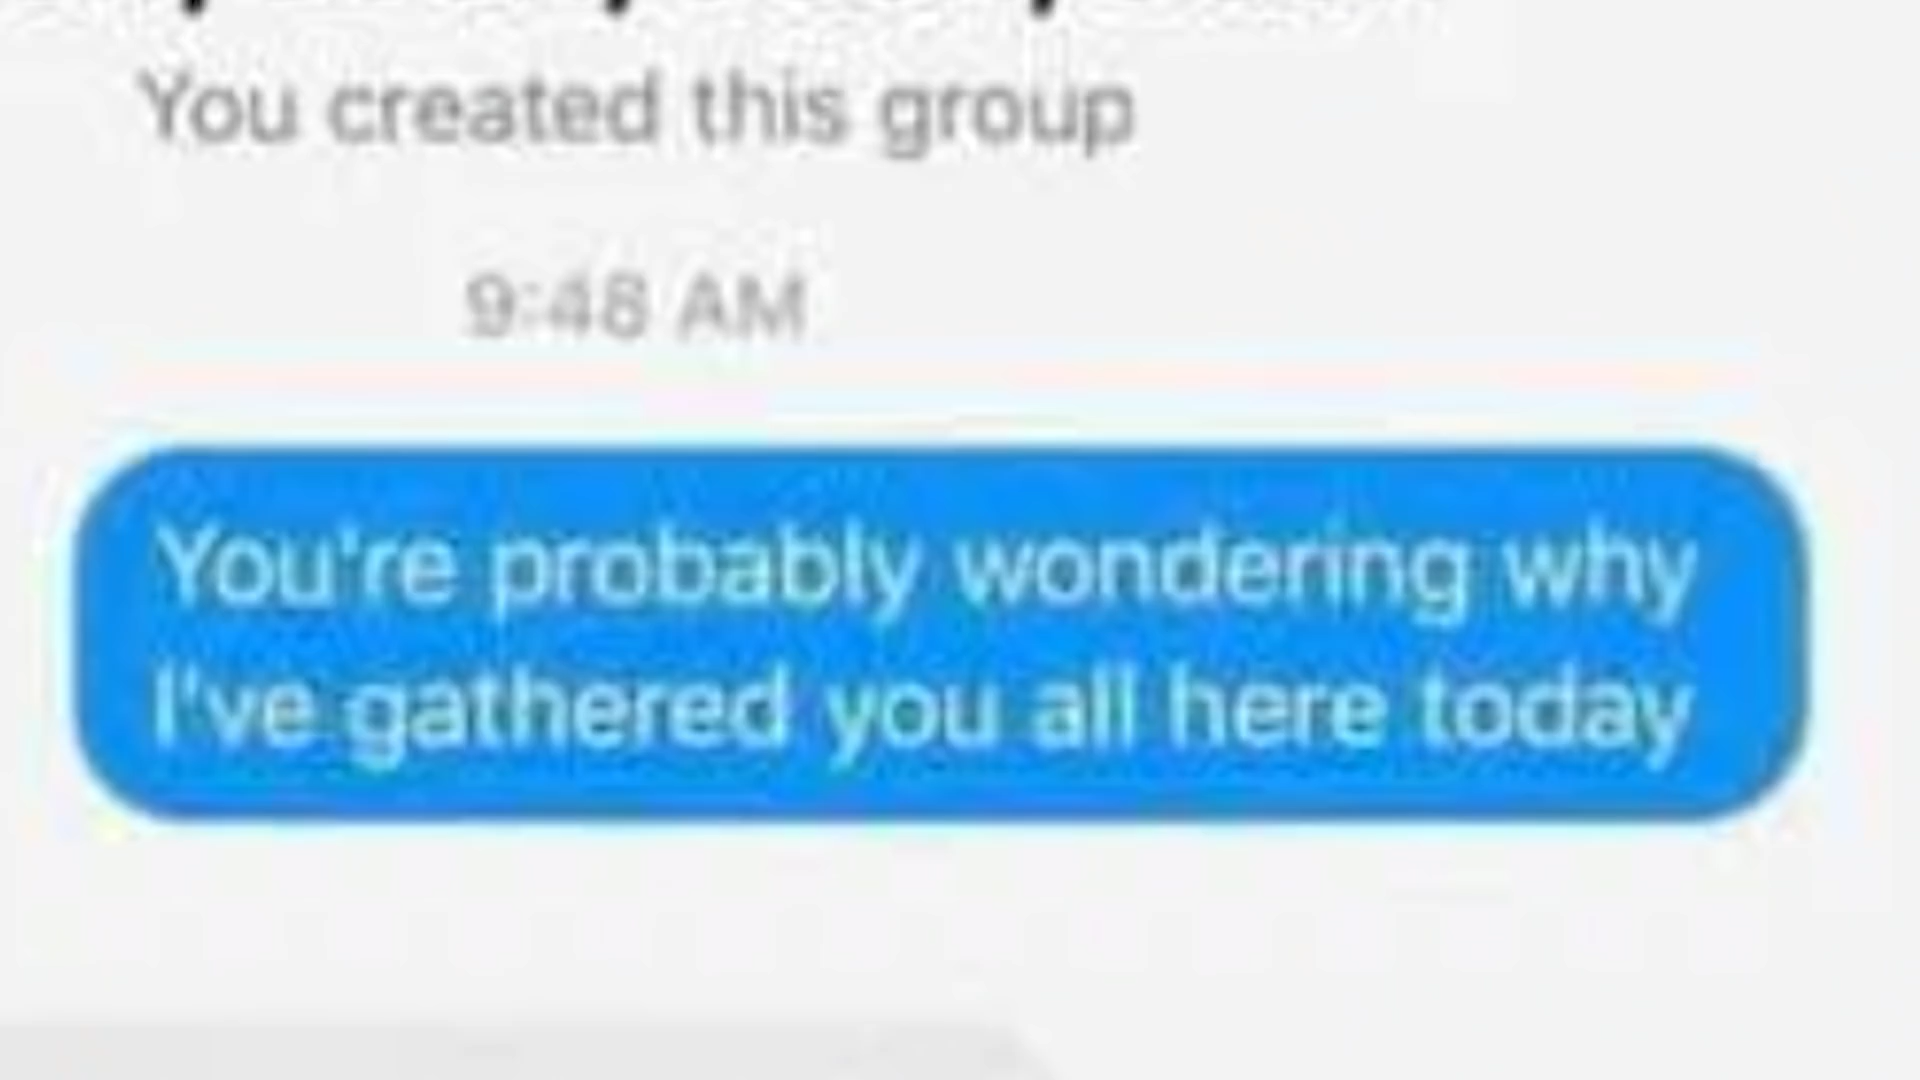 You created this group
9:48 AM
You're probably wondering why
I've gathered you all here today